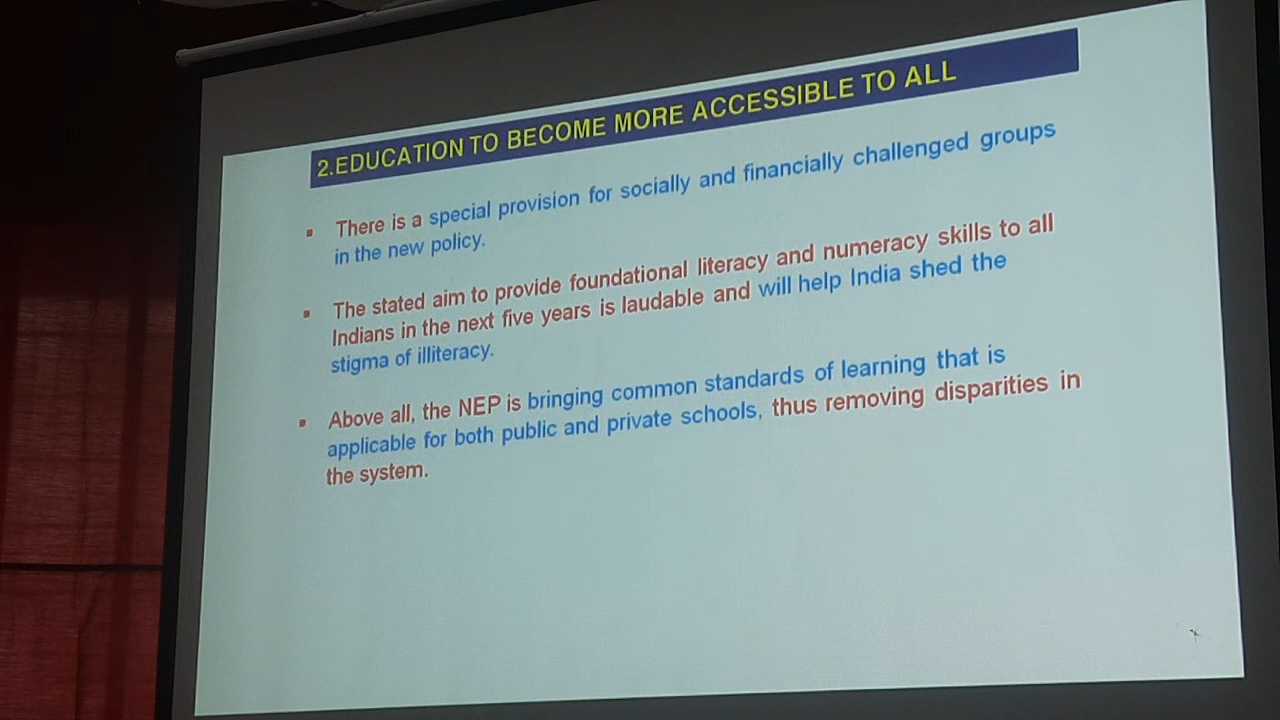 2.EDUCATION TO BECOME MORE ACCESSIBLE TO ALL
There is a special provision for socially and financially challenged groups
in the new policy.
The stated aim to provide foundational literacy and numeracy skills to all
Indians in the next five years is laudable and will help India shed the
stigma of illiteracy.
Above all, the NEP is bringing common standards of learning that is
applicable for both public and private schools, thus removing disparities in
the system.